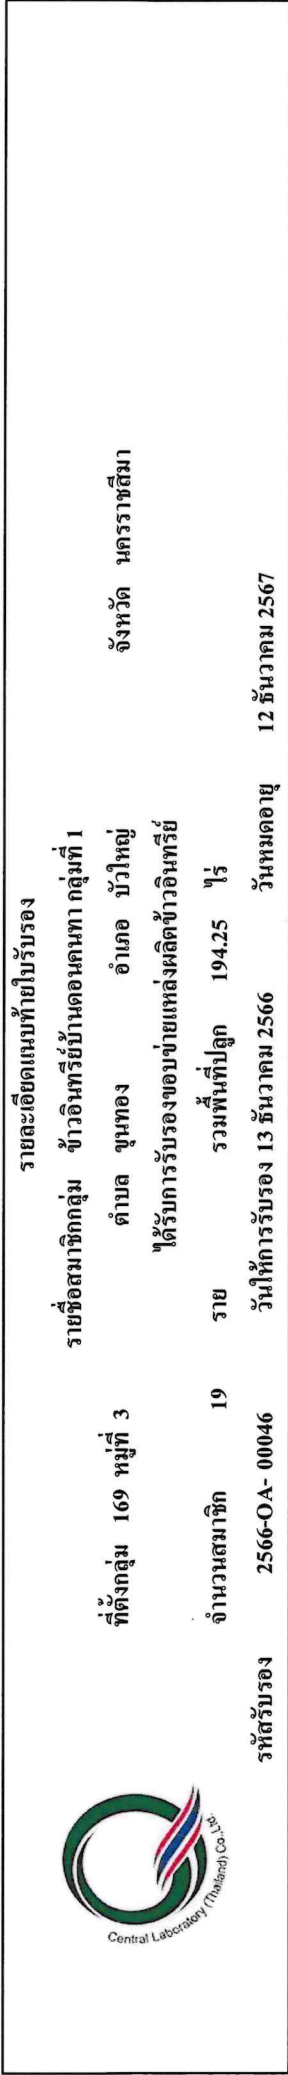 รายละเอียดแนบท้ายใบรับรอง
รายชื่อสมาชิกกลุ่ม ข้าวอินทรีย์บ้านดอนคนทา กลุ่มที่ 1
ที่ตั้งกลุ่ม 169 หมู่ที่ 3 ตำบล ขุนทอง อำเภอ บัวใหญ่ จังหวัด นครราชสีมา
ได้รับการรับรองขอบข่ายแหล่งผลิตข้าวอินทรีย์
จำนวนสมาชิก 19 ราย รวมพื้นที่ปลูก 194.25 ไร่
รหัสรับรอง 2566-OA- 00046 วันให้การรับรอง 13 ธันวาคม 2566 วันหมดอายุ 12 ธันวาคม 2567
Central Laboratory (Thailand) Co.,Ltd.